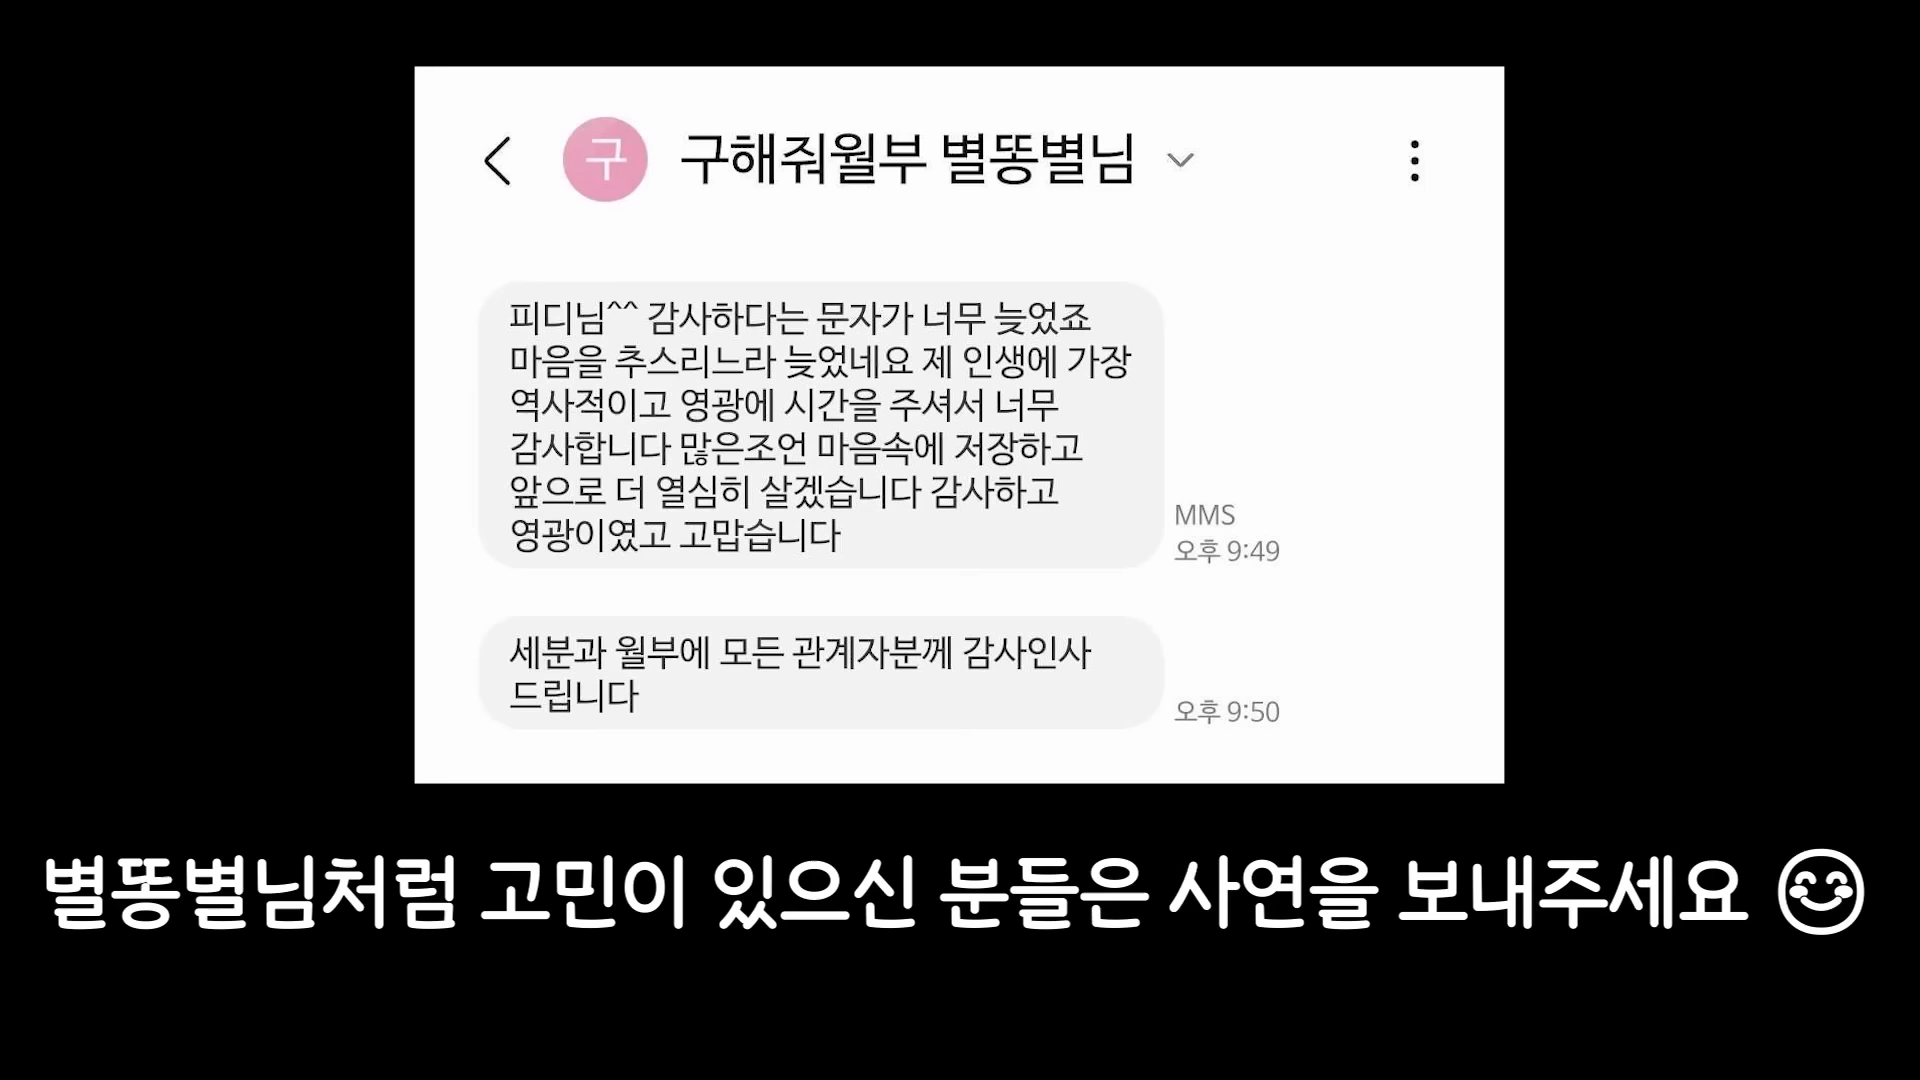 구
구해줘월부 별똥별님
피디님^^ 감사하다는 문자가 너무 늦었죠
마음을 추스리느라 늦었네요 제 인생에 가장
역사적이고 영광에 시간을 주셔서 너무
감사합니다 많은조언 마음속에 저장하고
앞으로 더 열심히 살겠습니다 감사하고
영광이였고 고맙습니다
MMS
오후 9:49
세분과 월부에 모든 관계자분께 감사인사
드립니다
오후 9:50
별똥별님처럼 고민이 있으신 분들은 사연을 보내주세요 😊